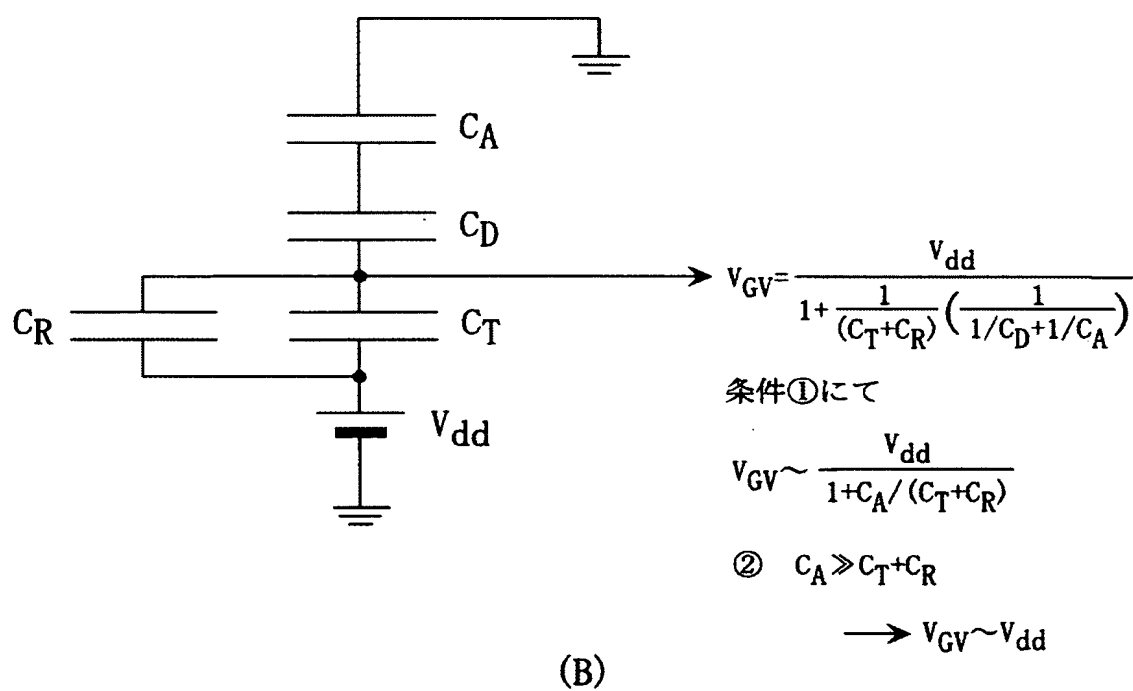 C_A
C_D
C_R
C_T
V_dd
V_GV=V_dd/(1+1/(C_T+C_R)(1/(1/C_D+1/C_A)))
条件①にて
V_GV～V_dd/(1+C_A/(C_T+C_R))
② C_A≫C_T+C_R
→V_GV～V_dd
(B)